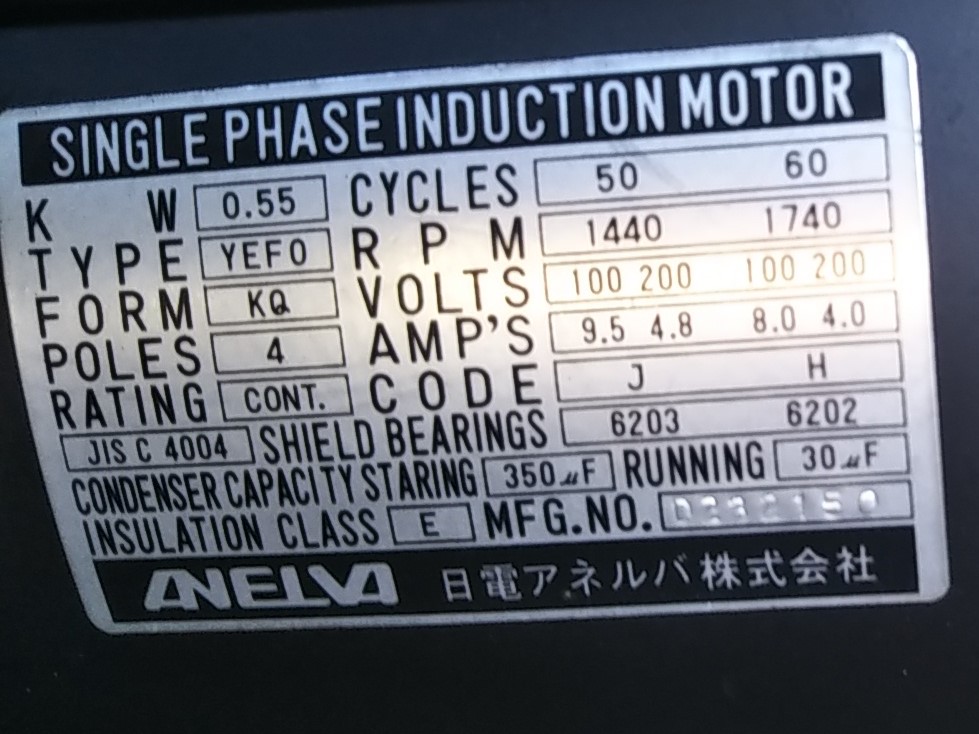 SINGLE PHASE INDUCTION MOTOR
K W 0.55 CYCLES 50 60
TYPE YEFO RPM 1440 1740
FORM KQ VOLTS 100 200 100 200
POLES 4 AMP'S 9.5 4.8 8.0 4.0
RATING CONT. CODE J H
JIS C 4004 SHIELD BEARINGS 6203 6202
CONDENSER CAPACITY STARING 350μF RUNNING 30μF
INSULATION CLASS E MFG.NO.
ANELVA 日電アネルバ株式会社